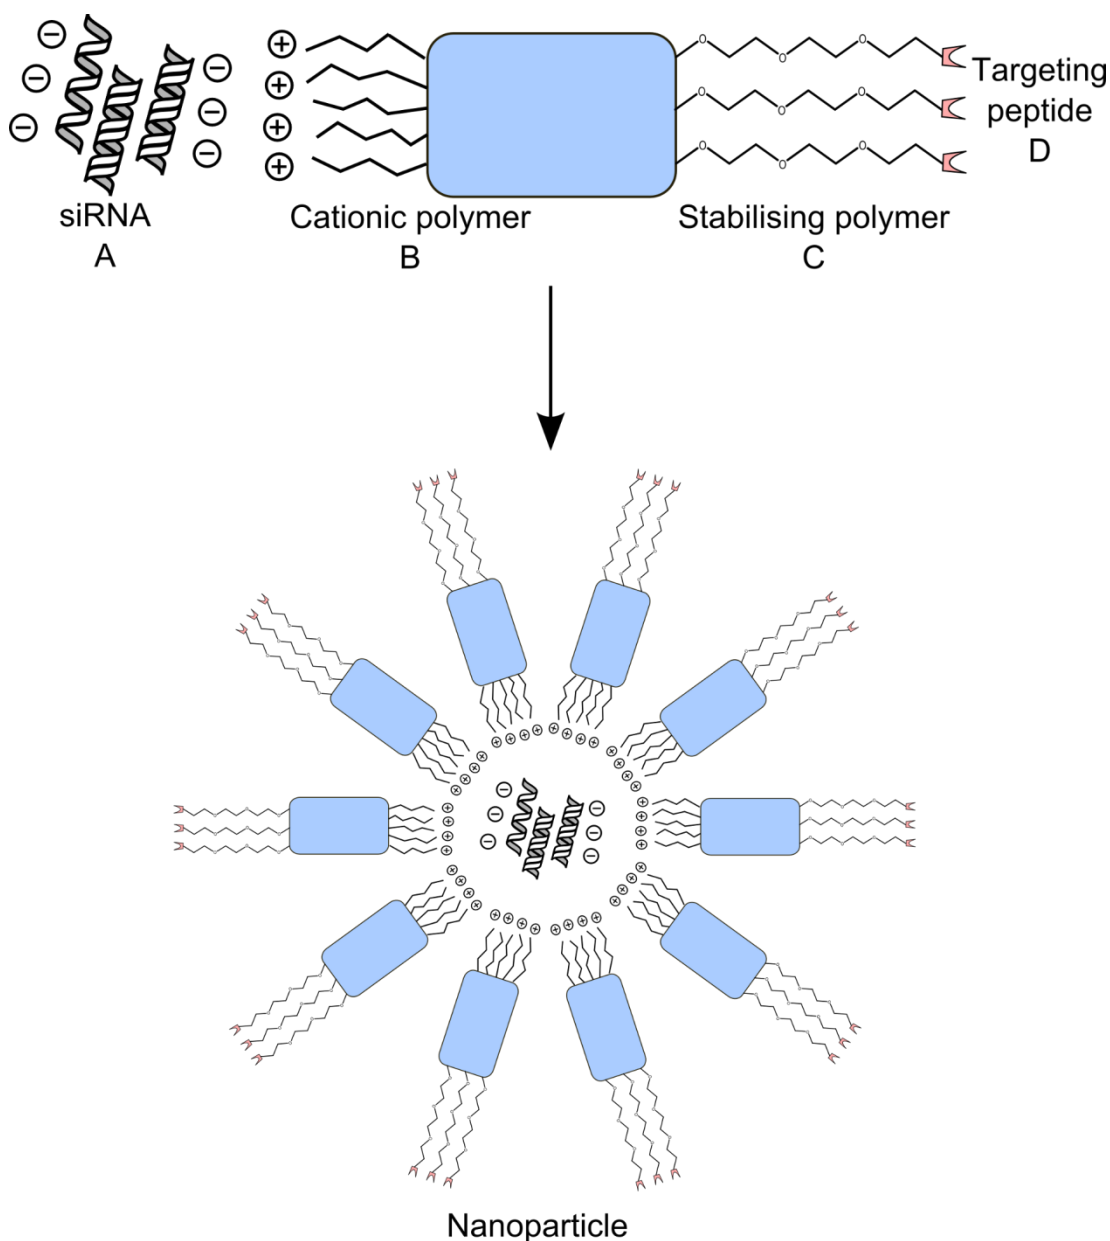 siRNA
A
Cationic polymer
B
Stabilising polymer
C
Targeting
peptide
D
Nanoparticle